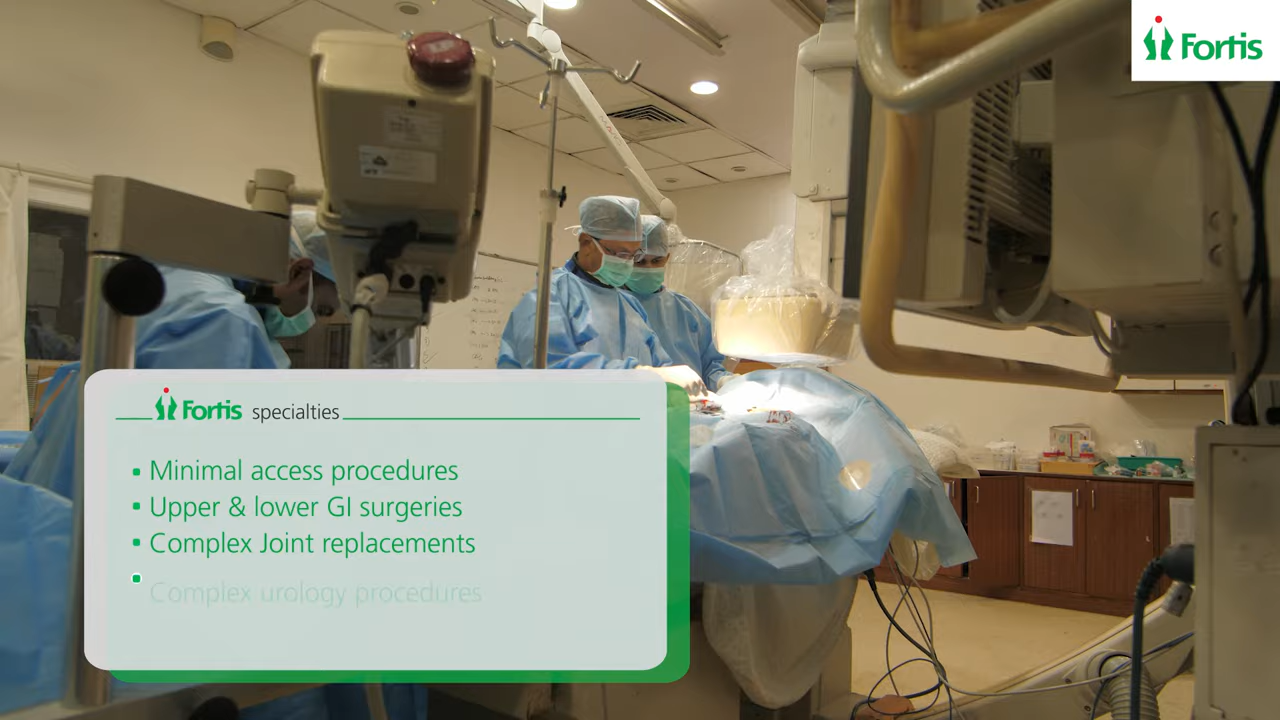 Fortis
Fortis specialties
Minimal access procedures
Upper & lower GI surgeries
Complex Joint replacements
Complex urology procedures